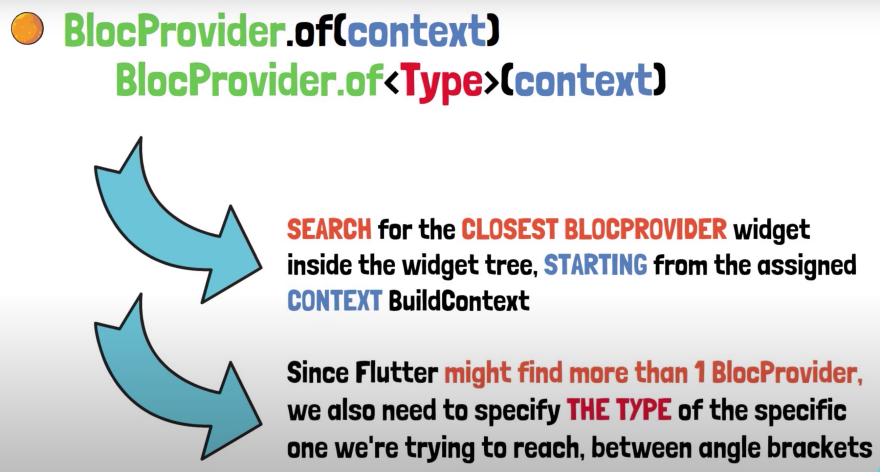 BlocProvider.of(context)
BlocProvider.of<Type>(context)
SEARCH for the CLOSEST BLOCPROVIDER widget
inside the widget tree, STARTING from the assigned
CONTEXT BuildContext
Since Flutter might find more than 1 BlocProvider,
we also need to specify THE TYPE of the specific
one we're trying to reach, between angle brackets